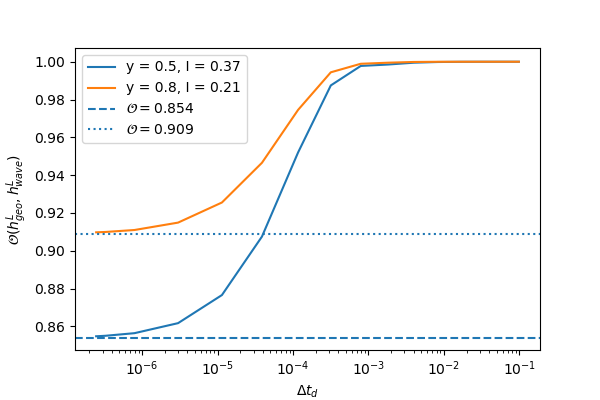 y = 0.5, I = 0.37
y = 0.8, I = 0.21
𝒪 = 0.854
𝒪 = 0.909
1.00
0.98
0.96
0.94
0.92
0.90
0.88
0.86
𝒪(h^L_geo, h^L_wave)
10^−6
10^−5
10^−4
10^−3
10^−2
10^−1
Δt_d